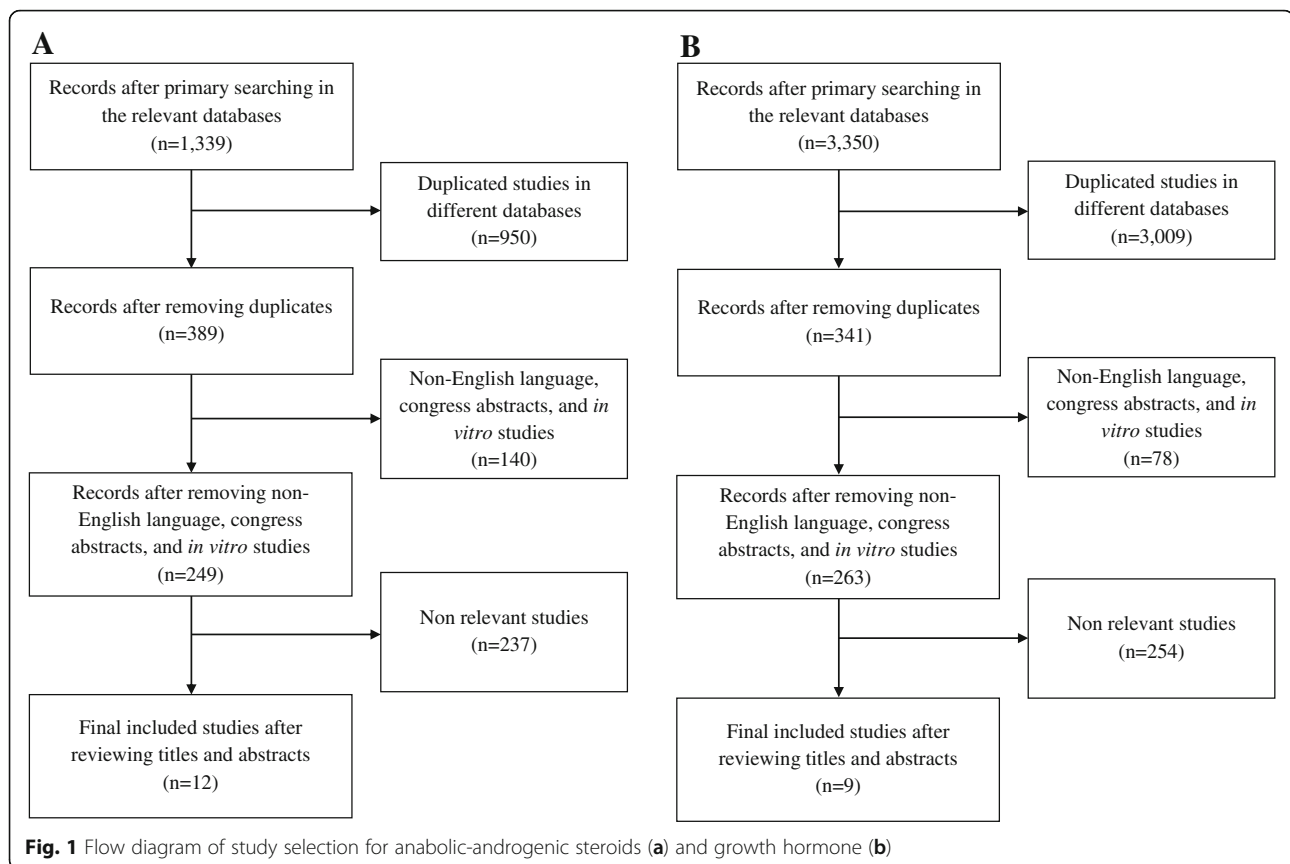 A
Records after primary searching in
the relevant databases
(n=1,339)
Duplicated studies in
different databases
(n=950)
Records after removing duplicates
(n=389)
Non-English language,
congress abstracts, and in
vitro studies
(n=140)
Records after removing non-
English language, congress
abstracts, and in vitro studies
(n=249)
Non relevant studies
(n=237)
Final included studies after
reviewing titles and abstracts
(n=12)
B
Records after primary searching in
the relevant databases
(n=3,350)
Duplicated studies in
different databases
(n=3,009)
Records after removing duplicates
(n=341)
Non-English language,
congress abstracts, and in
vitro studies
(n=78)
Records after removing non-
English language, congress
abstracts, and in vitro studies
(n=263)
Non relevant studies
(n=254)
Final included studies after
reviewing titles and abstracts
(n=9)
Fig. 1 Flow diagram of study selection for anabolic-androgenic steroids (a) and growth hormone (b)